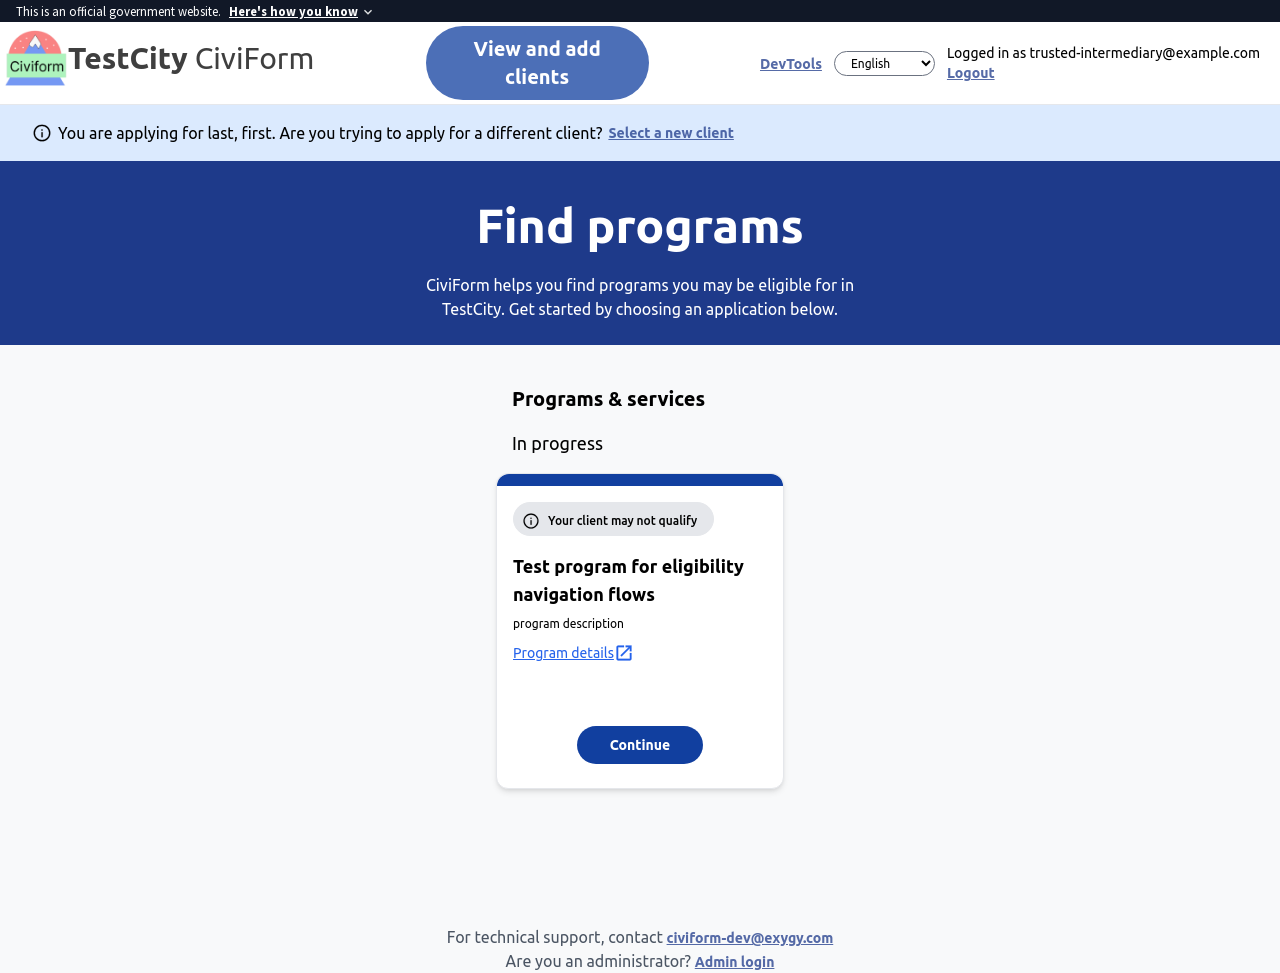 This is an official government website. Here's how you know
Civiform
TestCity CiviForm
View and add
clients
DevTools
English
Logged in as trusted-intermediary@example.com
Logout
You are applying for last, first. Are you trying to apply for a different client? Select a new client
Find programs
CiviForm helps you find programs you may be eligible for in
TestCity. Get started by choosing an application below.
Programs & services
In progress
Your client may not qualify
Test program for eligibility
navigation flows
program description
Program details
Continue
For technical support, contact civiform-dev@exygy.com
Are you an administrator? Admin login